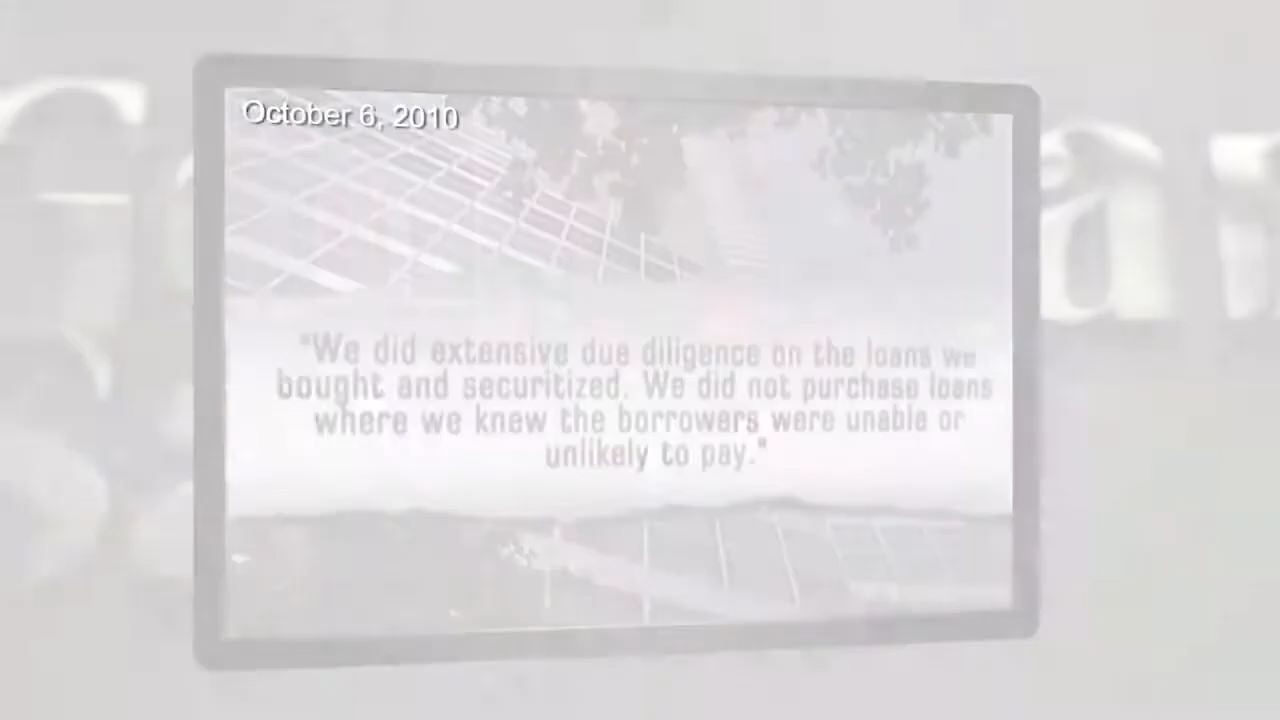 October 6, 2010
"We did extensive due diligence on the loans we
bought and securitized. We did not purchase loans
where we knew the borrowers were unable or
unlikely to pay."